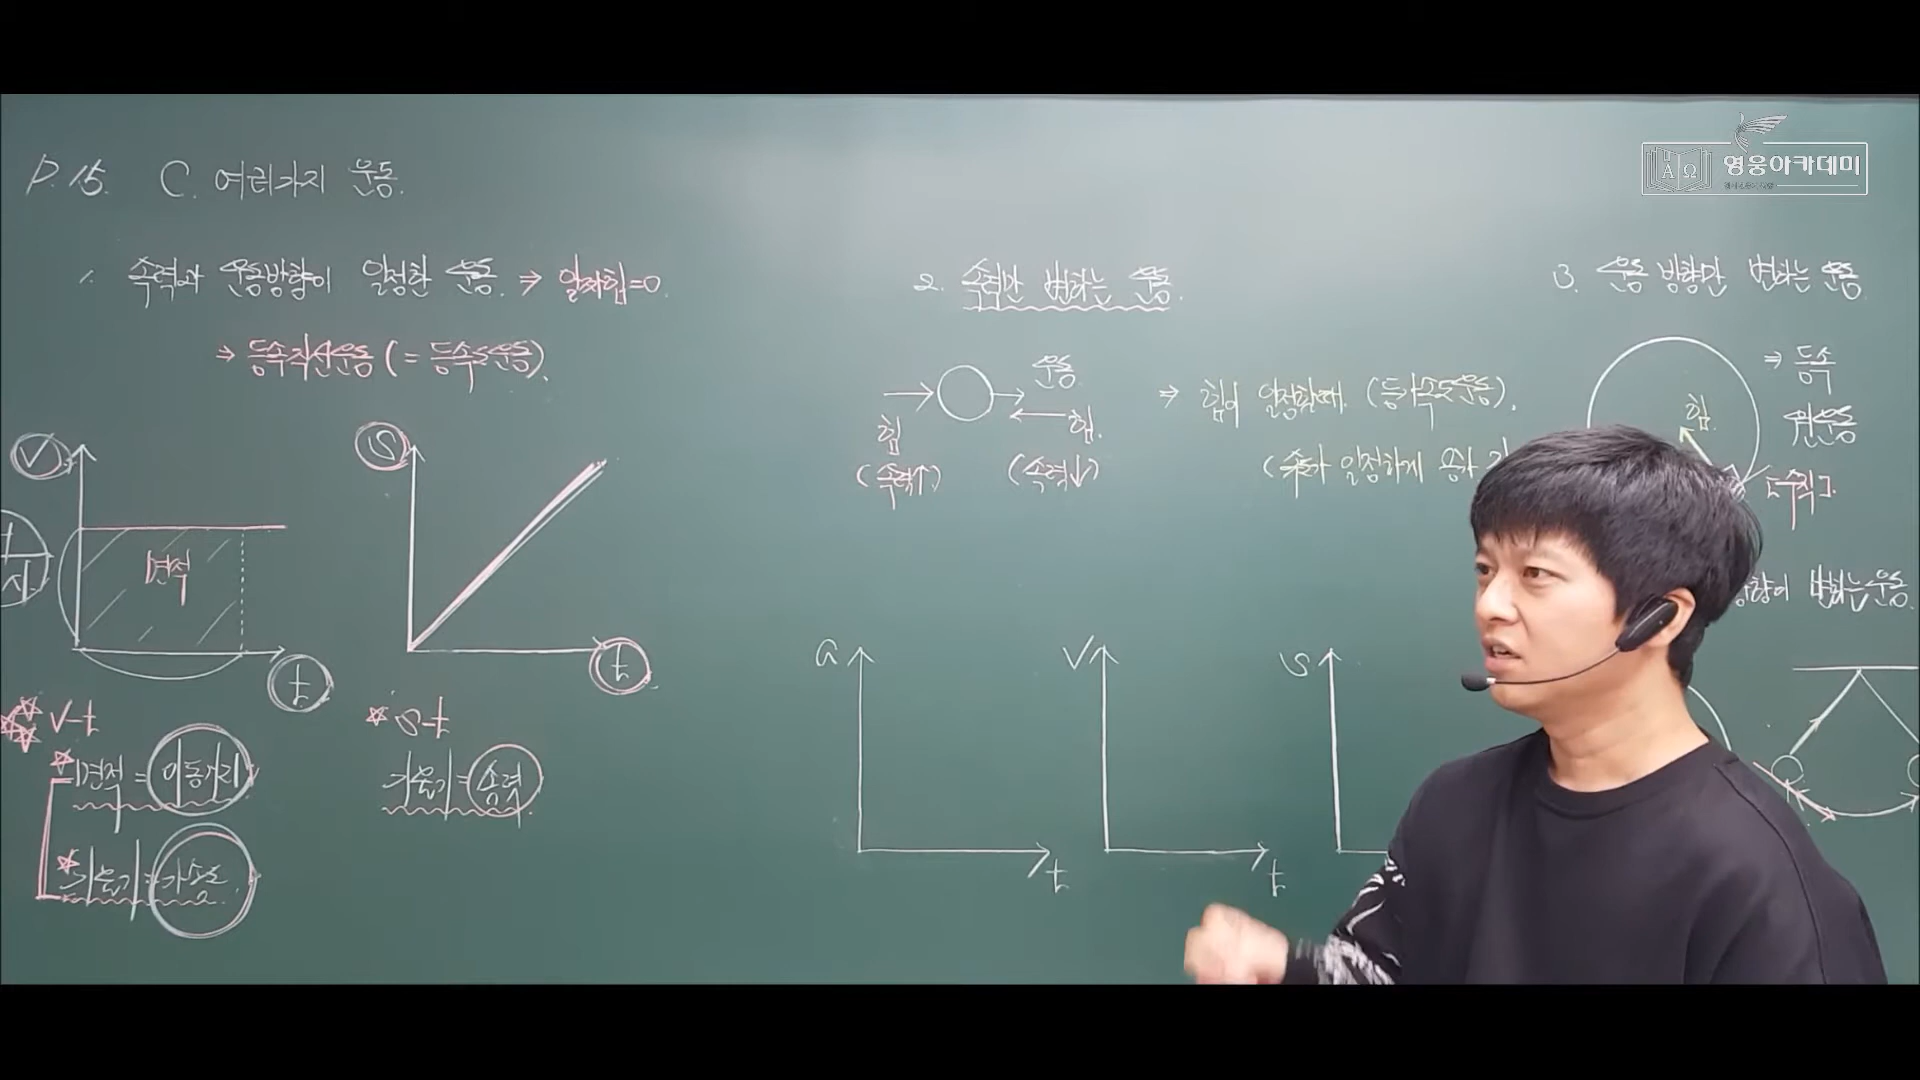 P.15. C. 여러가지 운동.
1. 속력과 운동방향이 일정한 운동. ⇒ 알짜힘=0.
⇒ 등속직선운동 (= 등속도운동).
V
면적
t
S
t
V-t
면적 = 이동거리
기울기 = 가속도.
S-t
기울기 = 속력
2. 속력만 변하는 운동.
운동
힘
(속력↑)
힘.
(속력↓)
⇒ 힘이 일정할때. (등가속도운동).
일정하게
a
t
V
t
S
3. 운동 방향만 변하는 운동
힘.
⇒ 등속
원운동
[수직].
방향이 변하는 운동.
영웅아카데미
ΑΩ